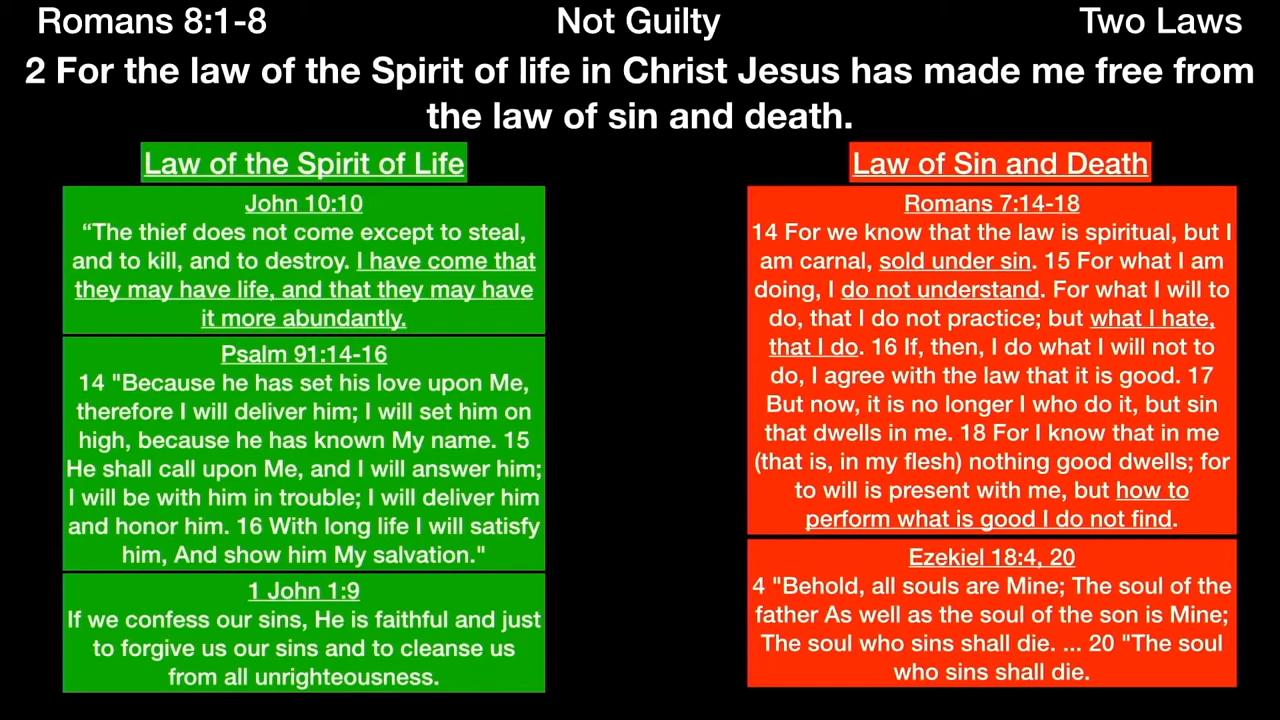 Romans 8:1-8
Not Guilty
Two Laws
2 For the law of the Spirit of life in Christ Jesus has made me free from
the law of sin and death.
Law of the Spirit of Life
John 10:10
“The thief does not come except to steal,
and to kill, and to destroy. I have come that
they may have life, and that they may have
it more abundantly.
Psalm 91:14-16
14 "Because he has set his love upon Me,
therefore I will deliver him; I will set him on
high, because he has known My name. 15
He shall call upon Me, and I will answer him;
I will be with him in trouble; I will deliver him
and honor him. 16 With long life I will satisfy
him, And show him My salvation."
1 John 1:9
If we confess our sins, He is faithful and just
to forgive us our sins and to cleanse us
from all unrighteousness.
Law of Sin and Death
Romans 7:14-18
14 For we know that the law is spiritual, but I
am carnal, sold under sin. 15 For what I am
doing, I do not understand. For what I will to
do, that I do not practice; but what I hate,
that I do. 16 If, then, I do what I will not to
do, I agree with the law that it is good. 17
But now, it is no longer I who do it, but sin
that dwells in me. 18 For I know that in me
(that is, in my flesh) nothing good dwells; for
to will is present with me, but how to
perform what is good I do not find.
Ezekiel 18:4, 20
4 "Behold, all souls are Mine; The soul of the
father As well as the soul of the son is Mine;
The soul who sins shall die. ... 20 "The soul
who sins shall die.